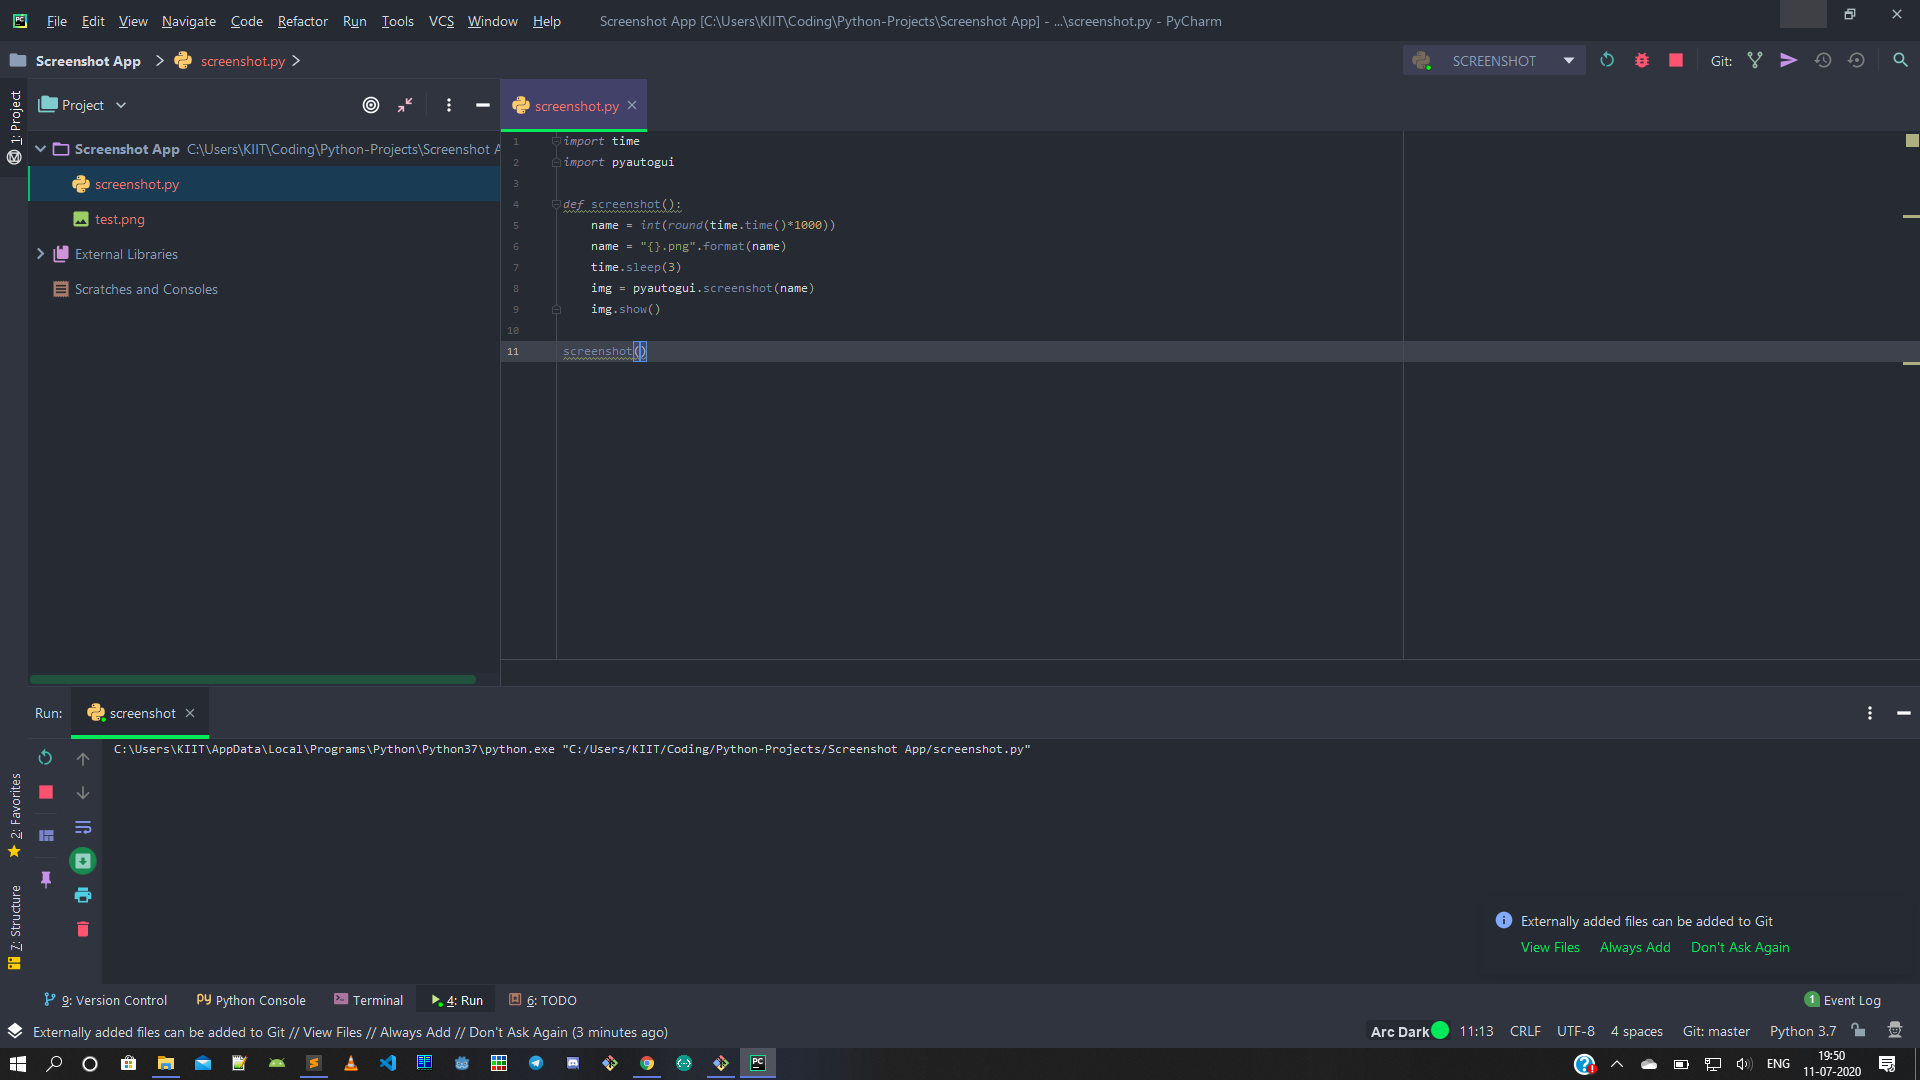 File Edit View Navigate Code Refactor Run Tools VCS Window Help Screenshot App [C:\Users\KIIT\Coding\Python-Projects\Screenshot App] - ...\screenshot.py - PyCharm
Screenshot App screenshot.py SCREENSHOT Git:
1: Project
Project
screenshot.py
Screenshot App C:\Users\KIIT\Coding\Python-Projects\Screenshot A
screenshot.py
test.png
External Libraries
Scratches and Consoles
1 import time
2 import pyautogui
3
4 def screenshot():
5 name = int(round(time.time()*1000))
6 name = "{}.png".format(name)
7 time.sleep(3)
8 img = pyautogui.screenshot(name)
9 img.show()
10
11 screenshot()
Run: screenshot
C:\Users\KIIT\AppData\Local\Programs\Python\Python37\python.exe "C:/Users/KIIT/Coding/Python-Projects/Screenshot App/screenshot.py"
2: Favorites
7: Structure
Externally added files can be added to Git
View Files Always Add Don't Ask Again
9: Version Control Python Console Terminal 4: Run 6: TODO 1 Event Log
Externally added files can be added to Git // View Files // Always Add // Don't Ask Again (3 minutes ago) Arc Dark 11:13 CRLF UTF-8 4 spaces Git: master Python 3.7
PC ENG 19:50
11-07-2020